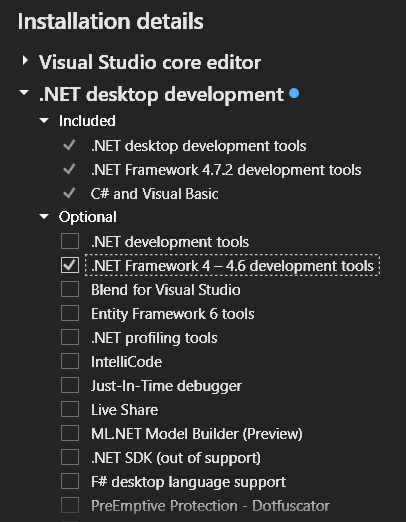 Installation details
Visual Studio core editor
.NET desktop development
Included
.NET desktop development tools
.NET Framework 4.7.2 development tools
C# and Visual Basic
Optional
.NET development tools
.NET Framework 4 – 4.6 development tools
Blend for Visual Studio
Entity Framework 6 tools
.NET profiling tools
IntelliCode
Just-In-Time debugger
Live Share
ML.NET Model Builder (Preview)
.NET SDK (out of support)
F# desktop language support
PreEmptive Protection - Dotfuscator